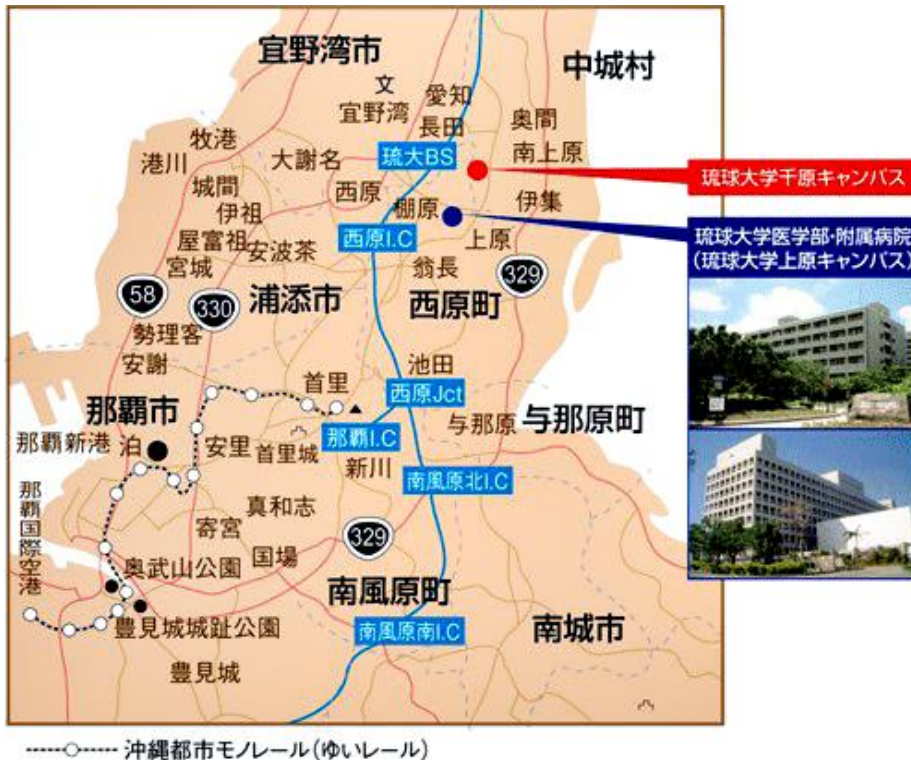 宜野湾市
中城村
文
宜野湾
愛知
長田
奥間
牧港
港川
大謝名
琉大BS
南上原
琉球大学千原キャンパス
城間
西原
棚原
伊集
伊祖
屋富祖
安波茶
西原I.C
上原
琉球大学医学部・附属病院
(琉球大学上原キャンパス)
宮城
翁長
329
58
330
浦添市
西原町
勢理客
安謝
池田
首里
西原Jct
那覇市
与那原
与那原町
那覇新港
泊
安里
首里城
那覇I.C
新川
南風原北I.C
那覇国際空港
真和志
寄宮
国場
329
奥武山公園
南風原町
豊見城城趾公園
南風原南I.C
南城市
豊見城
沖縄都市モノレール(ゆいレール)